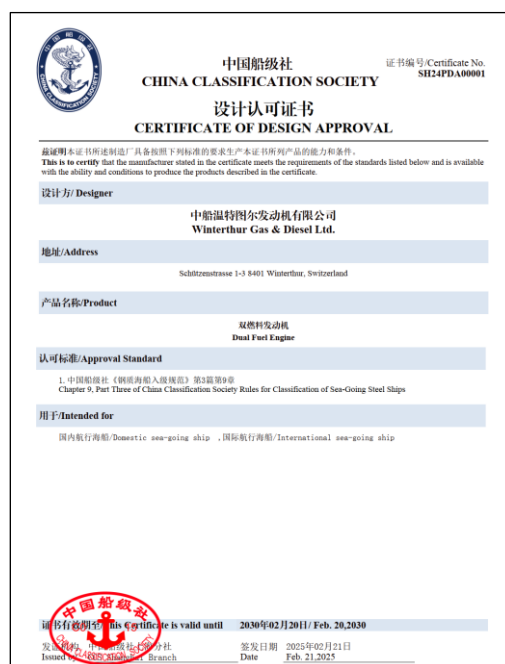 中国船级社
CHINA CLASSIFICATION SOCIETY
证书编号/Certificate No.
SH24PDA00001
设计认可证书
CERTIFICATE OF DESIGN APPROVAL
兹证明本证书所述制造厂具备按照下列标准的要求生产本证书所列产品的能力和条件。
This is to certify that the manufacturer stated in the certificate meets the requirements of the standards listed below and is available
with the ability and conditions to produce the products described in the certificate.
设计方/ Designer
中船温特图尔发动机有限公司
Winterthur Gas & Diesel Ltd.
地址/Address
Schützenstrasse 1-3 8401 Winterthur, Switzerland
产品名称/Product
双燃料发动机
Dual Fuel Engine
认可标准/Approval Standard
1. 中国船级社《钢质海船入级规范》第3篇第9章
Chapter 9, Part Three of China Classification Society Rules for Classification of Sea-Going Steel Ships
用于/Intended for
国内航行海船/Domestic sea-going ship ，国际航行海船/International sea-going ship
中国船级社
CHINA CLASSIFICATION SOCIETY
证书有效期至/This Certificate is valid until 2030年02月20日/ Feb. 20,2030
签发日期 2025年02月21日
Issued Branch Date Feb. 21,2025